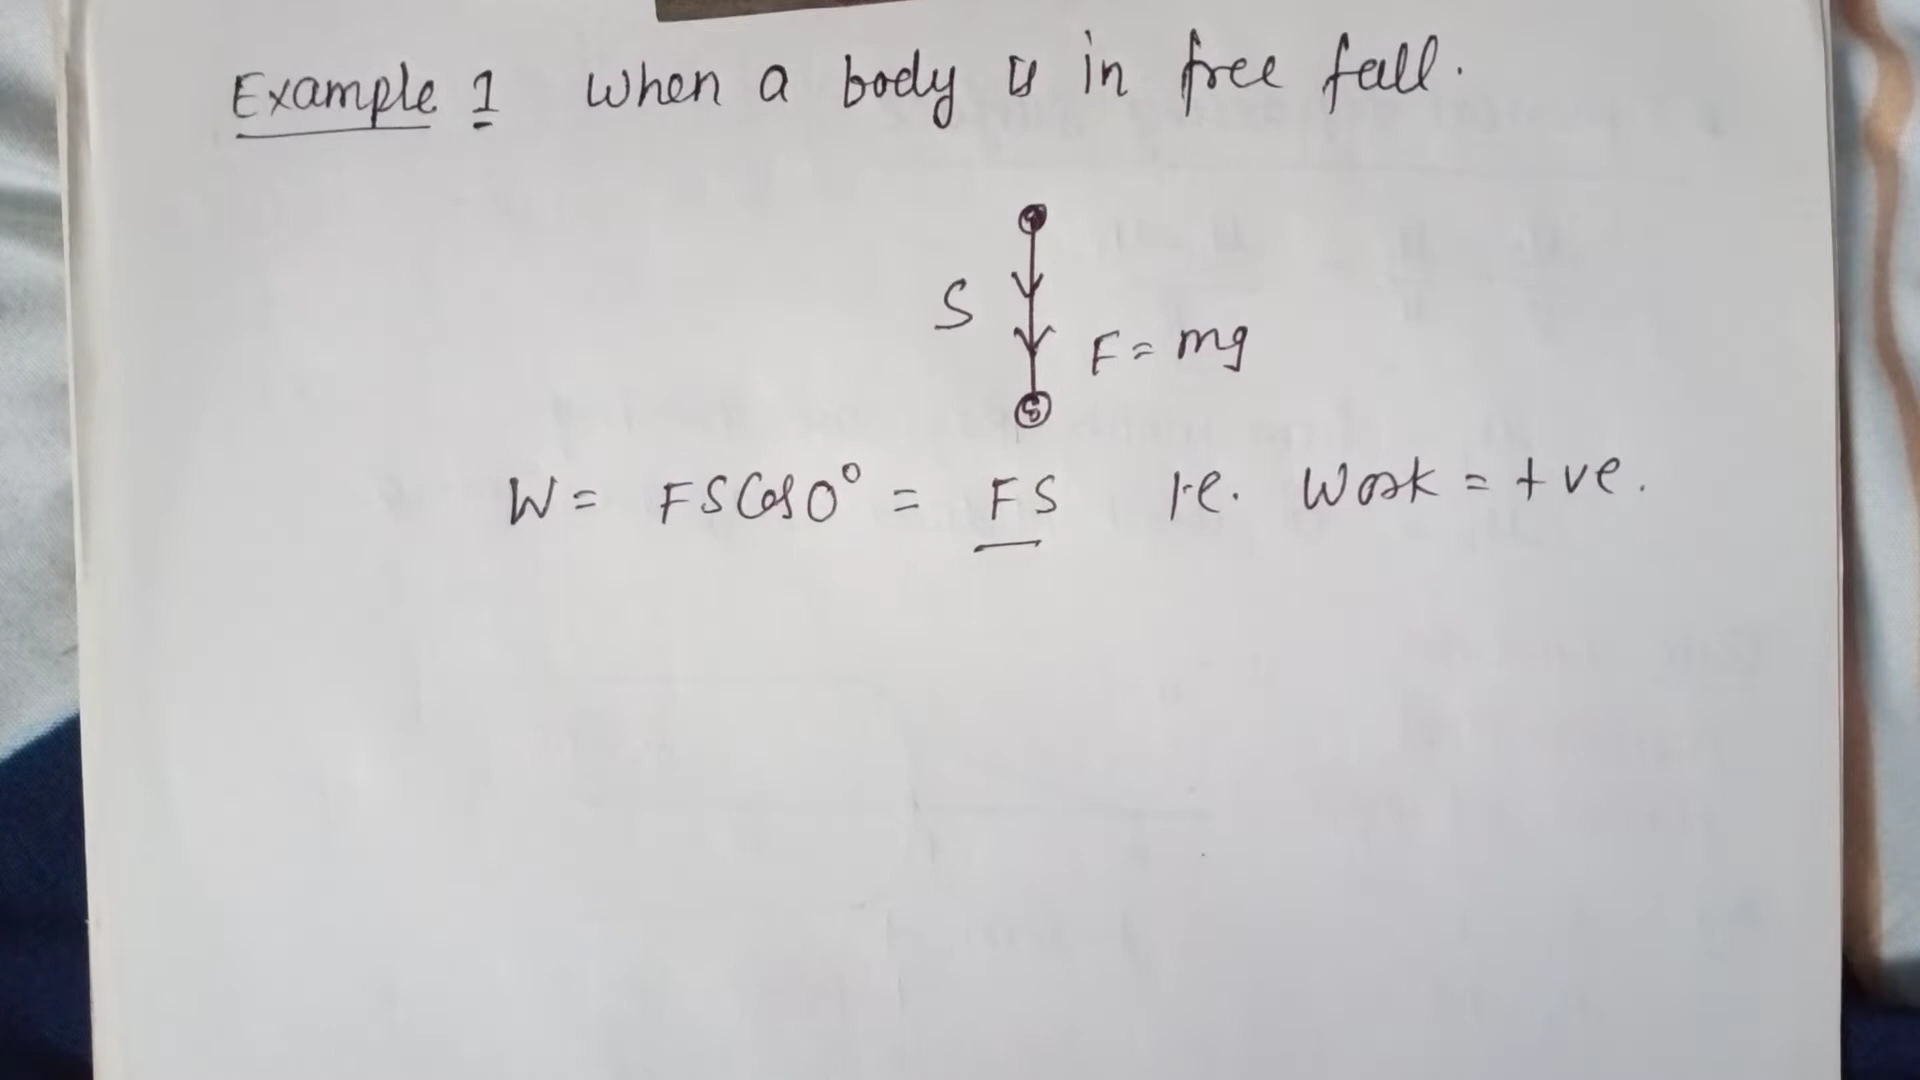 Example 1 When a body is in free fall.
S
F = mg
W = FS Cos 0° = FS i.e. Work = +ve.